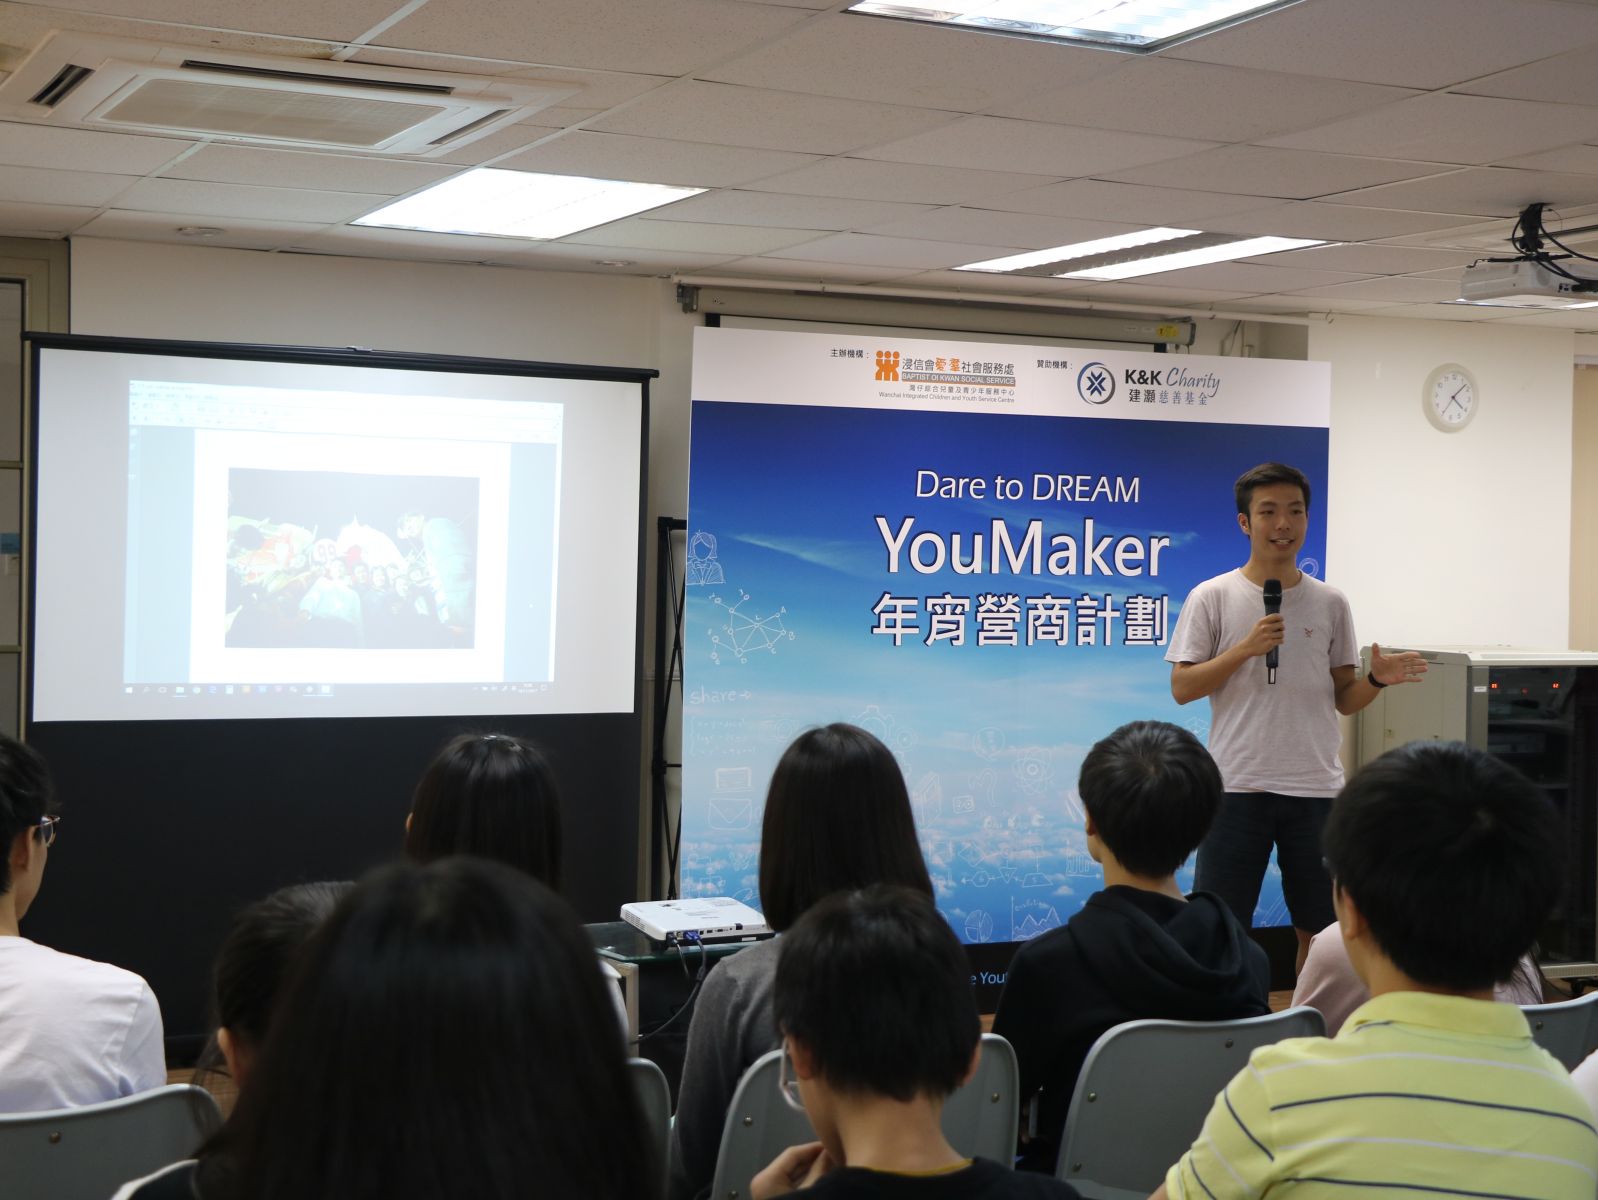 主辦機構：
浸信會愛羣社會服務處
BAPTIST OI KWAN SOCIAL SERVICE
灣仔綜合兒童及青少年服務中心
Wanchai Integrated Children and Youth Service Centre
贊助機構：
K&K Charity
建灝慈善基金
Dare to DREAM
YouMaker
年宵營商計劃
share